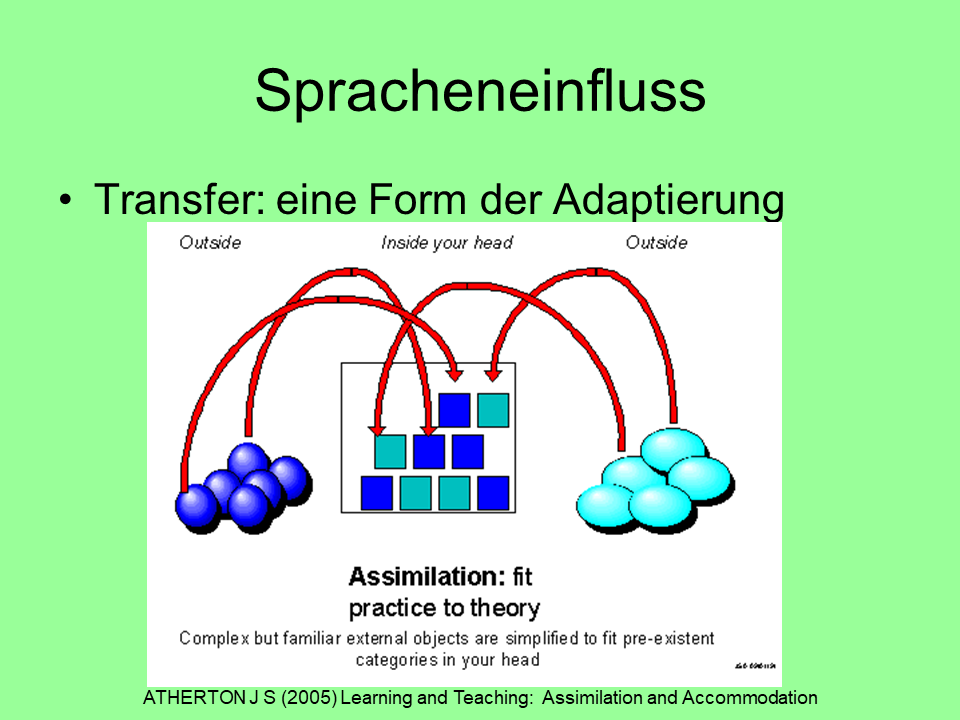 Spracheneinfluss
• Transfer: eine Form der Adaptierung
Outside Inside your head Outside
Assimilation: fit
practice to theory
Complex but familiar external objects are simplified to fit pre-existent
categories in your head
ATHERTON J S (2005) Learning and Teaching: Assimilation and Accommodation